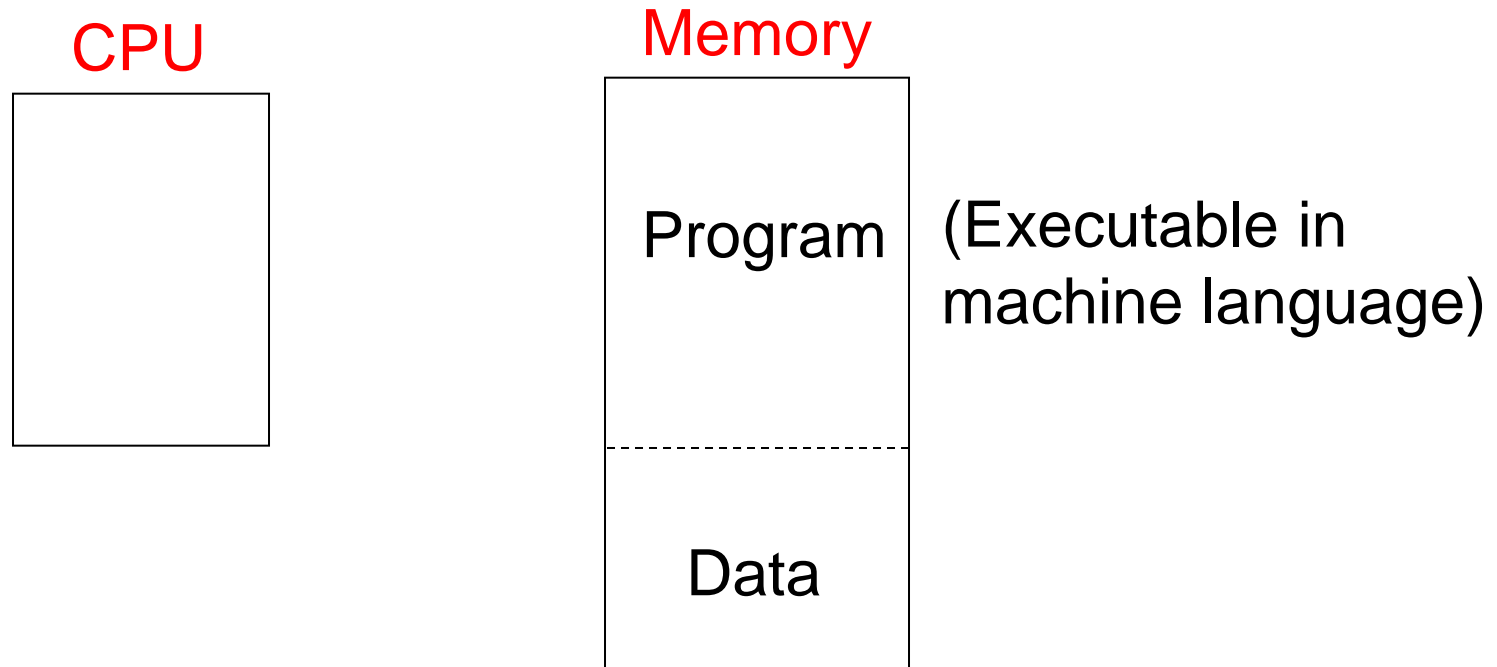 CPU
Memory
Program
(Executable in
machine language)
Data